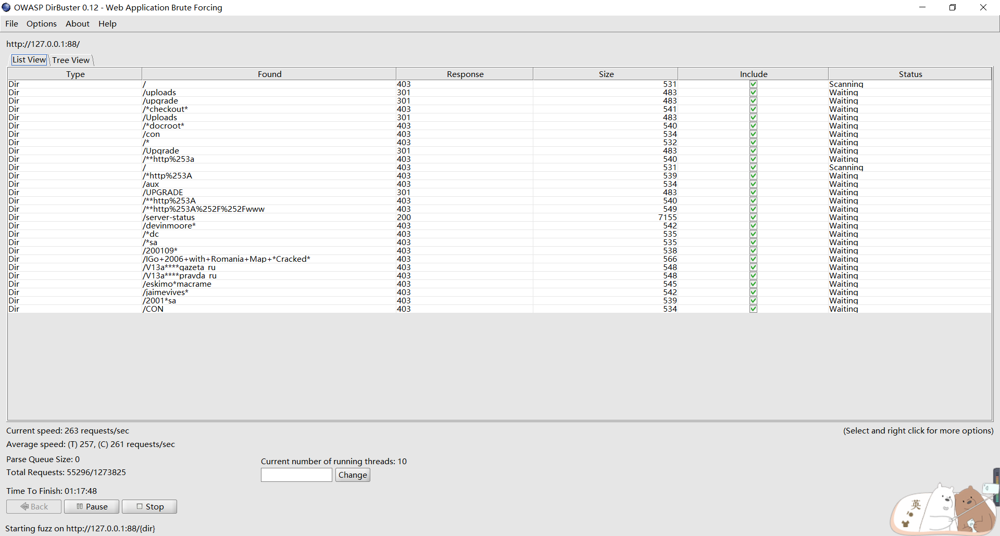 OWASP DirBuster 0.12 - Web Application Brute Forcing
File Options About Help
http://127.0.0.1:88/
List View Tree View
Type Found Response Size Include Status
Dir / 403 531 Scanning
Dir /uploads 301 483 Waiting
Dir /upgrade 301 483 Waiting
Dir /*checkout* 403 541 Waiting
Dir /Uploads 301 483 Waiting
Dir /*docroot* 403 540 Waiting
Dir /con 403 534 Waiting
Dir /* 403 532 Waiting
Dir /Upgrade 301 483 Waiting
Dir /**http%253a 403 540 Waiting
Dir / 403 531 Scanning
Dir /*http%253A 403 539 Waiting
Dir /aux 403 534 Waiting
Dir /UPGRADE 301 483 Waiting
Dir /**http%253A 403 540 Waiting
Dir /**http%253A%252F%252Fwww 403 549 Waiting
Dir /server-status 200 7155 Waiting
Dir /devinmoore* 403 542 Waiting
Dir /*dc 403 535 Waiting
Dir /*sa 403 535 Waiting
Dir /200109* 403 538 Waiting
Dir /IGo+2006+with+Romania+Map+*Cracked* 403 566 Waiting
Dir /V13a****gazeta_ru 403 548 Waiting
Dir /V13a****pravda_ru 403 548 Waiting
Dir /eskimo*macrame 403 545 Waiting
Dir /jaimevives* 403 542 Waiting
Dir /2001*sa 403 539 Waiting
Dir /CON 403 534 Waiting
Current speed: 263 requests/sec (Select and right click for more options)
Average speed: (T) 257, (C) 261 requests/sec
Parse Queue Size: 0
Current number of running threads: 10
Total Requests: 55296/1273825
Change
Time To Finish: 01:17:48
Back Pause Stop
英
Starting fuzz on http://127.0.0.1:88/{dir}